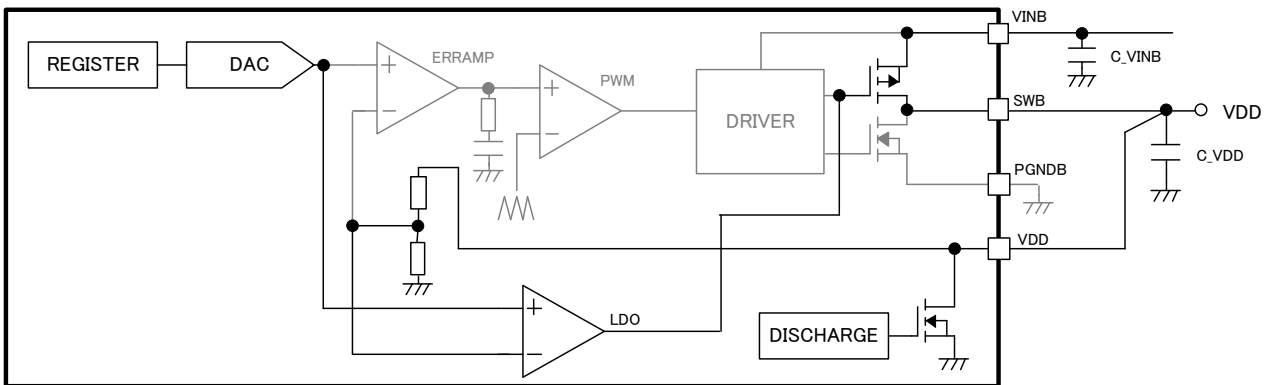 VINB
C_VINB
REGISTER
DAC
ERRAMP
PWM
DRIVER
SWB
VDD
C_VDD
PGNDB
VDD
LDO
DISCHARGE